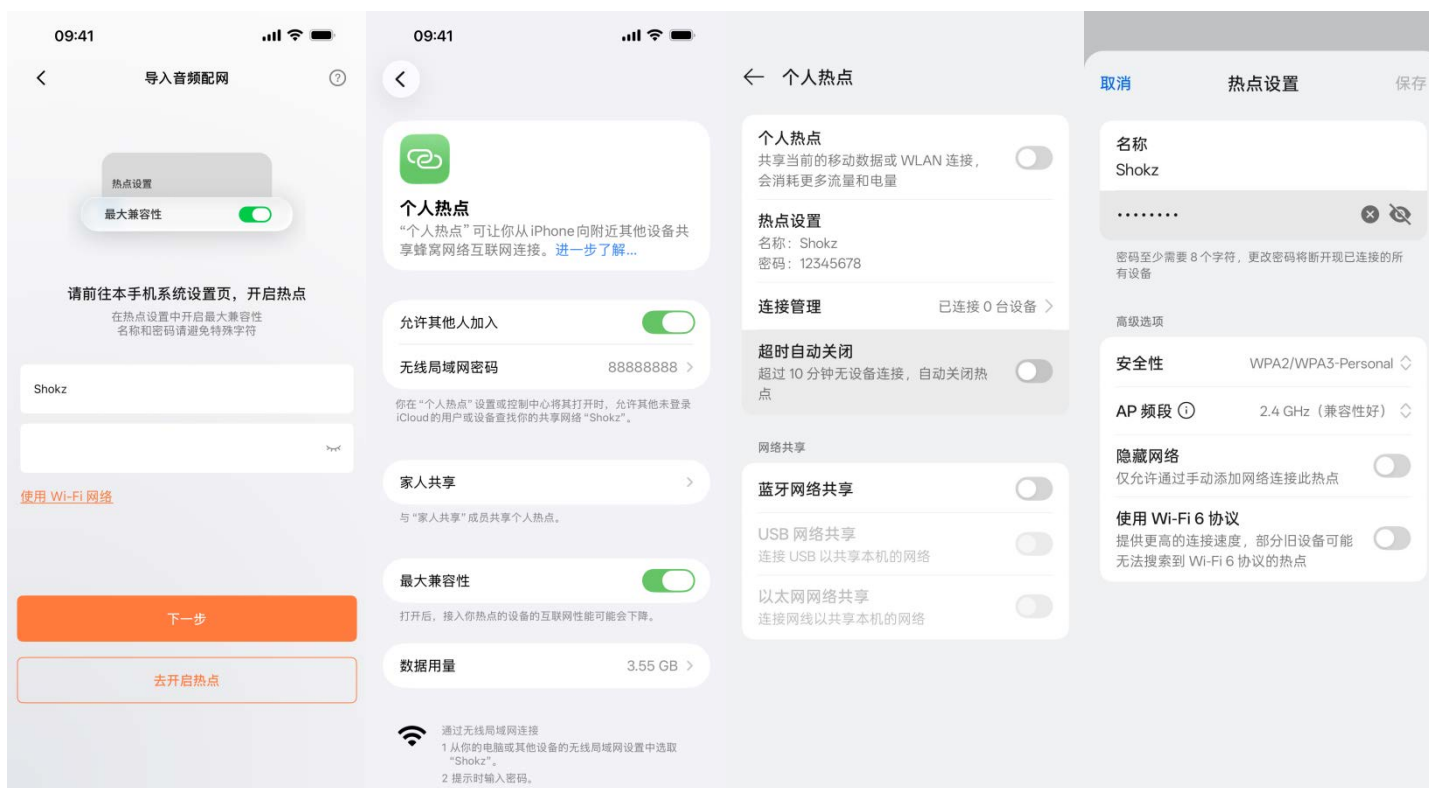 09:41
导入音频配网
热点设置
最大兼容性
请前往本手机系统设置页，开启热点
在热点设置中开启最大兼容性
名称和密码请避免特殊字符
Shokz
使用 Wi-Fi 网络
下一步
去开启热点
09:41
个人热点
“个人热点”可让你从 iPhone 向附近其他设备共
享蜂窝网络互联网连接。进一步了解...
允许其他人加入
无线局域网密码 88888888
你在“个人热点”设置或控制中心将其打开时，允许其他未登录
iCloud 的用户或设备查找你的共享网络“Shokz”。
家人共享
与“家人共享”成员共享个人热点。
最大兼容性
打开后，接入你热点的设备的互联网性能可能会下降。
数据用量 3.55 GB
通过无线局域网连接
1 从你的电脑或其他设备的无线局域网设置中选取
“Shokz”。
2 提示时输入密码。
个人热点
个人热点
共享当前的移动数据或 WLAN 连接，
会消耗更多流量和电量
热点设置
名称：Shokz
密码：12345678
连接管理 已连接 0 台设备
超时自动关闭
超过 10 分钟无设备连接，自动关闭热
点
网络共享
蓝牙网络共享
USB 网络共享
连接 USB 以共享本机的网络
以太网网络共享
连接网线以共享本机的网络
取消 热点设置 保存
名称
Shokz
••••••••
密码至少需要 8 个字符，更改密码将断开现已连接的所
有设备
高级选项
安全性 WPA2/WPA3-Personal
AP 频段 2.4 GHz（兼容性好）
隐藏网络
仅允许通过手动添加网络连接此热点
使用 Wi-Fi 6 协议
提供更高的连接速度，部分旧设备可能
无法搜索到 Wi-Fi 6 协议的热点